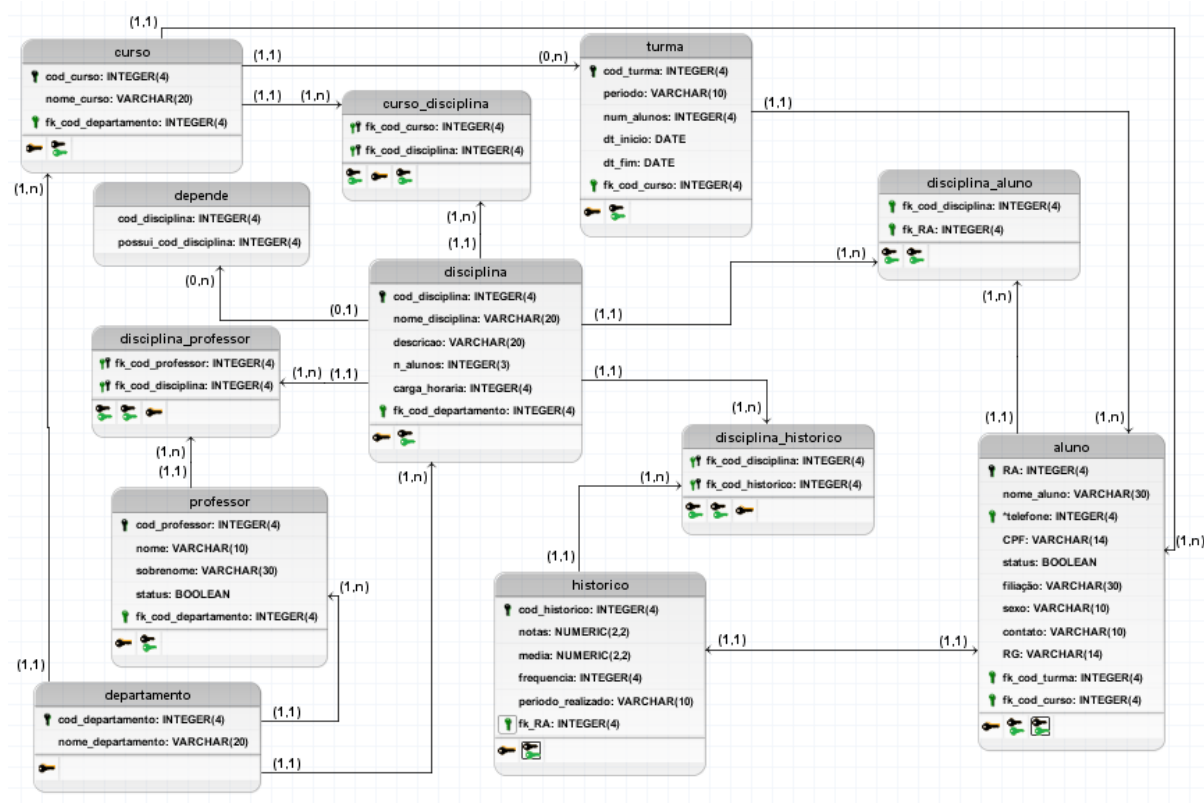 (1,1)
curso
cod_curso: INTEGER(4)
nome_curso: VARCHAR(20)
fk_cod_departamento: INTEGER(4)
(1,1)
(0,n)
(1,1)
(1,n)
turma
cod_turma: INTEGER(4)
periodo: VARCHAR(10)
num_alunos: INTEGER(4)
dt_inicio: DATE
dt_fim: DATE
fk_cod_curso: INTEGER(4)
(1,1)
curso_disciplina
fk_cod_curso: INTEGER(4)
fk_cod_disciplina: INTEGER(4)
(1,n)
(1,1)
(1,n)
depende
cod_disciplina: INTEGER(4)
possui_cod_disciplina: INTEGER(4)
(0,n)
(0,1)
disciplina_aluno
fk_cod_disciplina: INTEGER(4)
fk_RA: INTEGER(4)
(1,n)
(1,n)
(1,1)
disciplina
cod_disciplina: INTEGER(4)
nome_disciplina: VARCHAR(20)
descricao: VARCHAR(20)
n_alunos: INTEGER(3)
carga_horaria: INTEGER(4)
fk_cod_departamento: INTEGER(4)
(1,1)
(1,1)
(1,n)
(1,n)
disciplina_professor
fk_cod_professor: INTEGER(4)
fk_cod_disciplina: INTEGER(4)
(1,n)
(1,1)
(1,n)
(1,1)
disciplina_historico
fk_cod_disciplina: INTEGER(4)
fk_cod_historico: INTEGER(4)
(1,n)
(1,1)
professor
cod_professor: INTEGER(4)
nome: VARCHAR(10)
sobrenome: VARCHAR(30)
status: BOOLEAN
fk_cod_departamento: INTEGER(4)
(1,n)
aluno
RA: INTEGER(4)
nome_aluno: VARCHAR(30)
*telefone: INTEGER(4)
CPF: VARCHAR(14)
status: BOOLEAN
filiação: VARCHAR(30)
sexo: VARCHAR(10)
contato: VARCHAR(10)
RG: VARCHAR(14)
fk_cod_turma: INTEGER(4)
fk_cod_curso: INTEGER(4)
(1,n)
(1,n)
historico
cod_historico: INTEGER(4)
notas: NUMERIC(2,2)
media: NUMERIC(2,2)
frequencia: INTEGER(4)
periodo_realizado: VARCHAR(10)
fk_RA: INTEGER(4)
(1,1)
(1,1)
(1,1)
departamento
cod_departamento: INTEGER(4)
nome_departamento: VARCHAR(20)
(1,1)
(1,1)